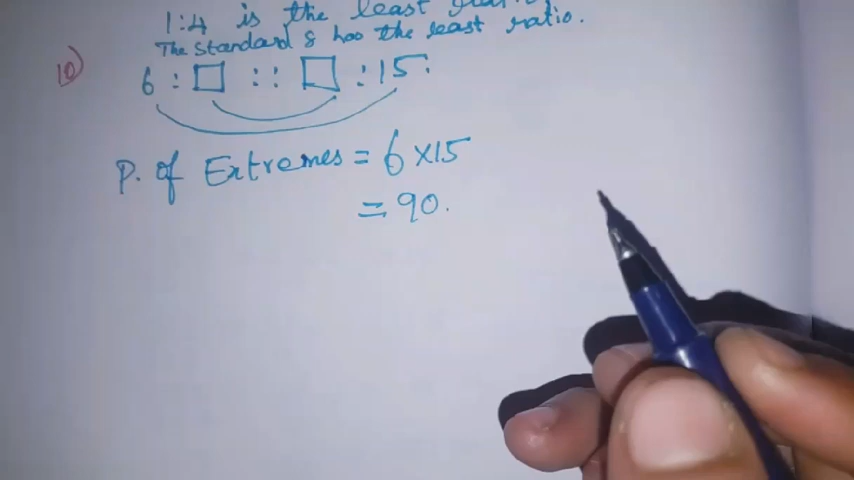 1:4 is the least
The standard 8 has the least ratio.
10) 6 : □ :: □ : 15.
P. of Extremes = 6 × 15
= 90.